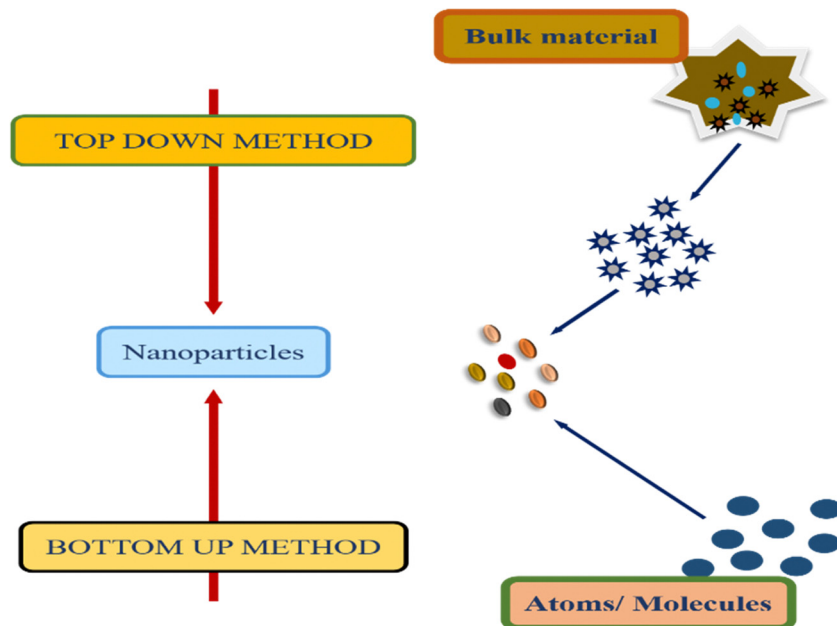 Bulk material
TOP DOWN METHOD
Nanoparticles
BOTTOM UP METHOD
Atoms/ Molecules